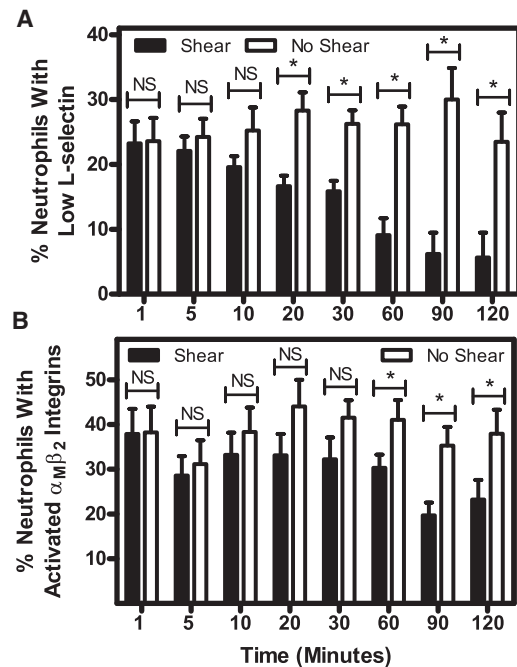 A
Shear No Shear
% Neutrophils With
Low L-selectin
40
30
20
10
0
NS NS NS * * * * *
1 5 10 20 30 60 90 120
B
Shear No Shear
% Neutrophils With
Activated αMβ2 Integrins
50
40
30
20
10
NS NS NS NS NS * * *
1 5 10 20 30 60 90 120
Time (Minutes)